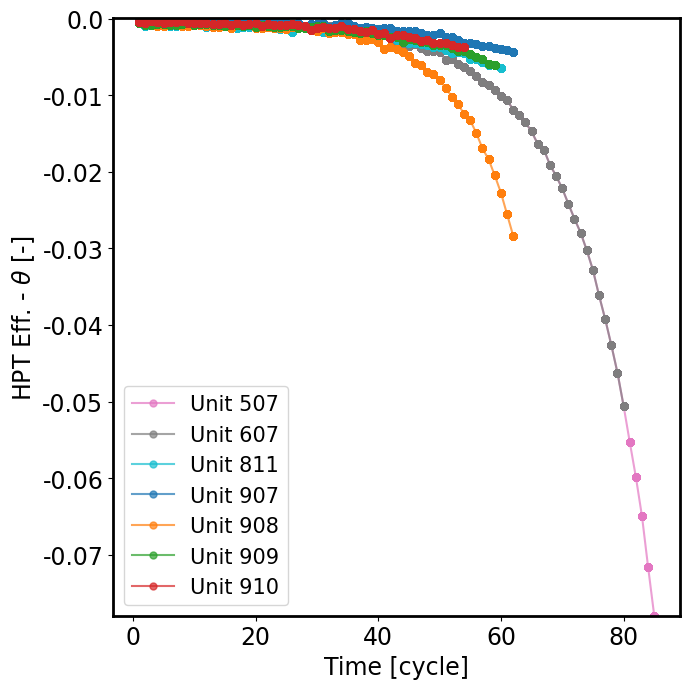 0.0
-0.01
-0.02
-0.03
-0.04
-0.05
-0.06
-0.07
HPT Eff. - θ [-]
Unit 507
Unit 607
Unit 811
Unit 907
Unit 908
Unit 909
Unit 910
0 20 40 60 80
Time [cycle]